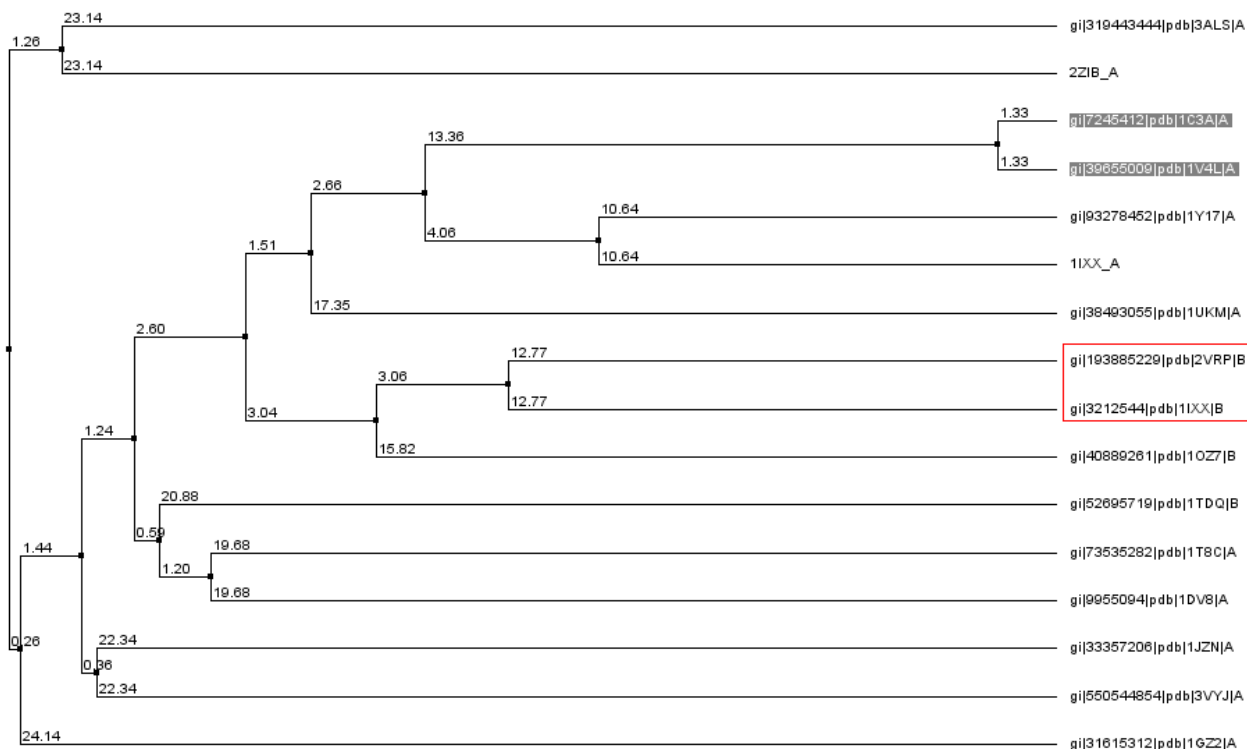 23.14
gi|319443444|pdb|3ALS|A
1.26
23.14
2ZIB_A
1.33
gi|7245412|pdb|1C3A|A
13.36
1.33
gi|39655009|pdb|1V4L|A
2.66
10.64
gi|93278452|pdb|1Y17|A
4.06
1.51
10.64
1IXX_A
17.35
gi|38493055|pdb|1UKM|A
2.60
12.77
gi|193885229|pdb|2VRP|B
3.06
12.77
gi|3212544|pdb|1IXX|B
3.04
1.24
15.82
gi|40889261|pdb|1OZ7|B
20.88
gi|52695719|pdb|1TDQ|B
0.59
1.44
19.68
gi|73535282|pdb|1T8C|A
1.20
19.68
gi|9955094|pdb|1DV8|A
0.26
22.34
gi|33357206|pdb|1JZN|A
0.36
22.34
gi|550544854|pdb|3VYJ|A
24.14
gi|31615312|pdb|1GZ2|A